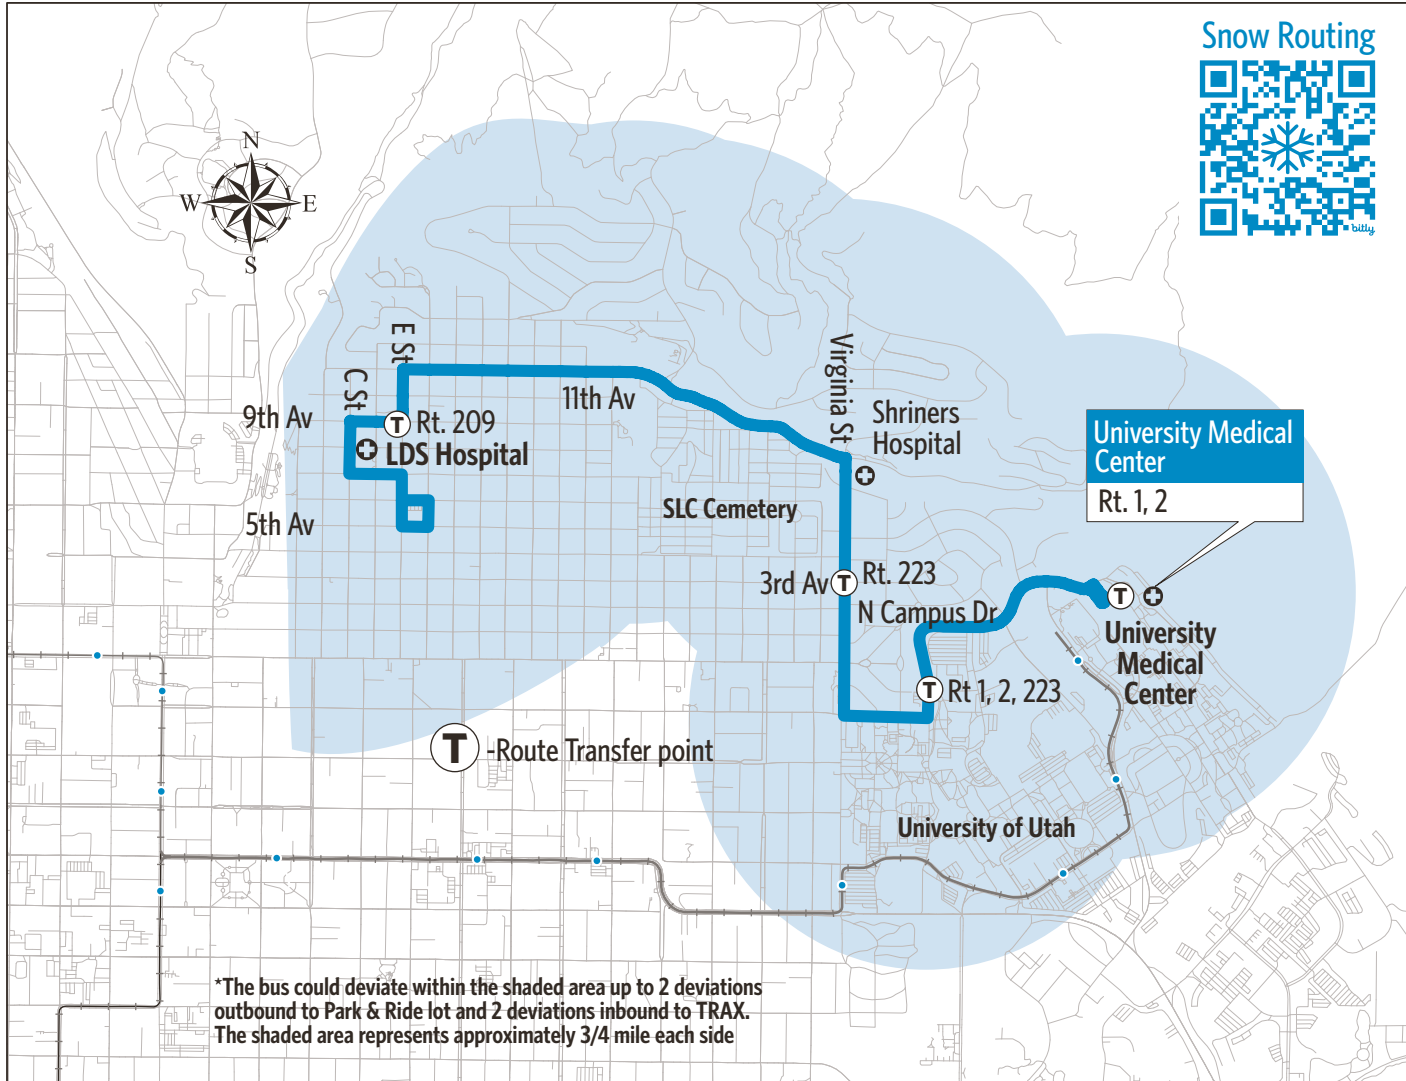 Snow Routing
bitly
N
W
E
S
E St
C St
9th Av
Rt. 209
LDS Hospital
5th Av
11th Av
Virginia St
Shriners
Hospital
SLC Cemetery
University Medical
Center
Rt. 1, 2
3rd Av
T
Rt. 223
N Campus Dr
T
University
Medical
Center
T
Rt 1, 2, 223
T
T
-Route Transfer point
University of Utah
*The bus could deviate within the shaded area up to 2 deviations
outbound to Park & Ride lot and 2 deviations inbound to TRAX.
The shaded area represents approximately 3/4 mile each side